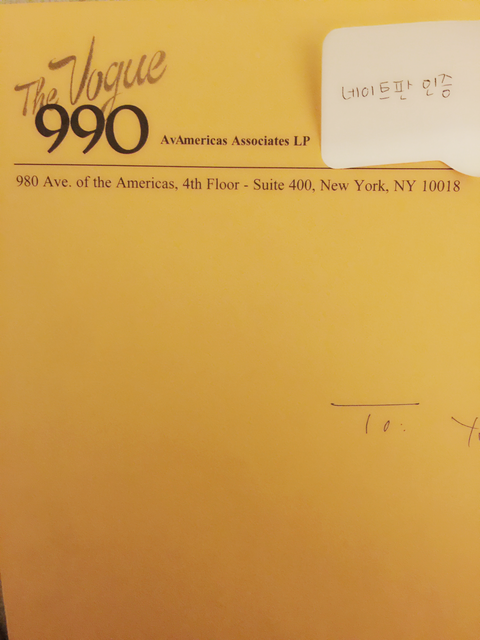 The Vogue
990
AvAmericas Associates LP
네이트판 인증
980 Ave. of the Americas, 4th Floor - Suite 400, New York, NY 10018
To: